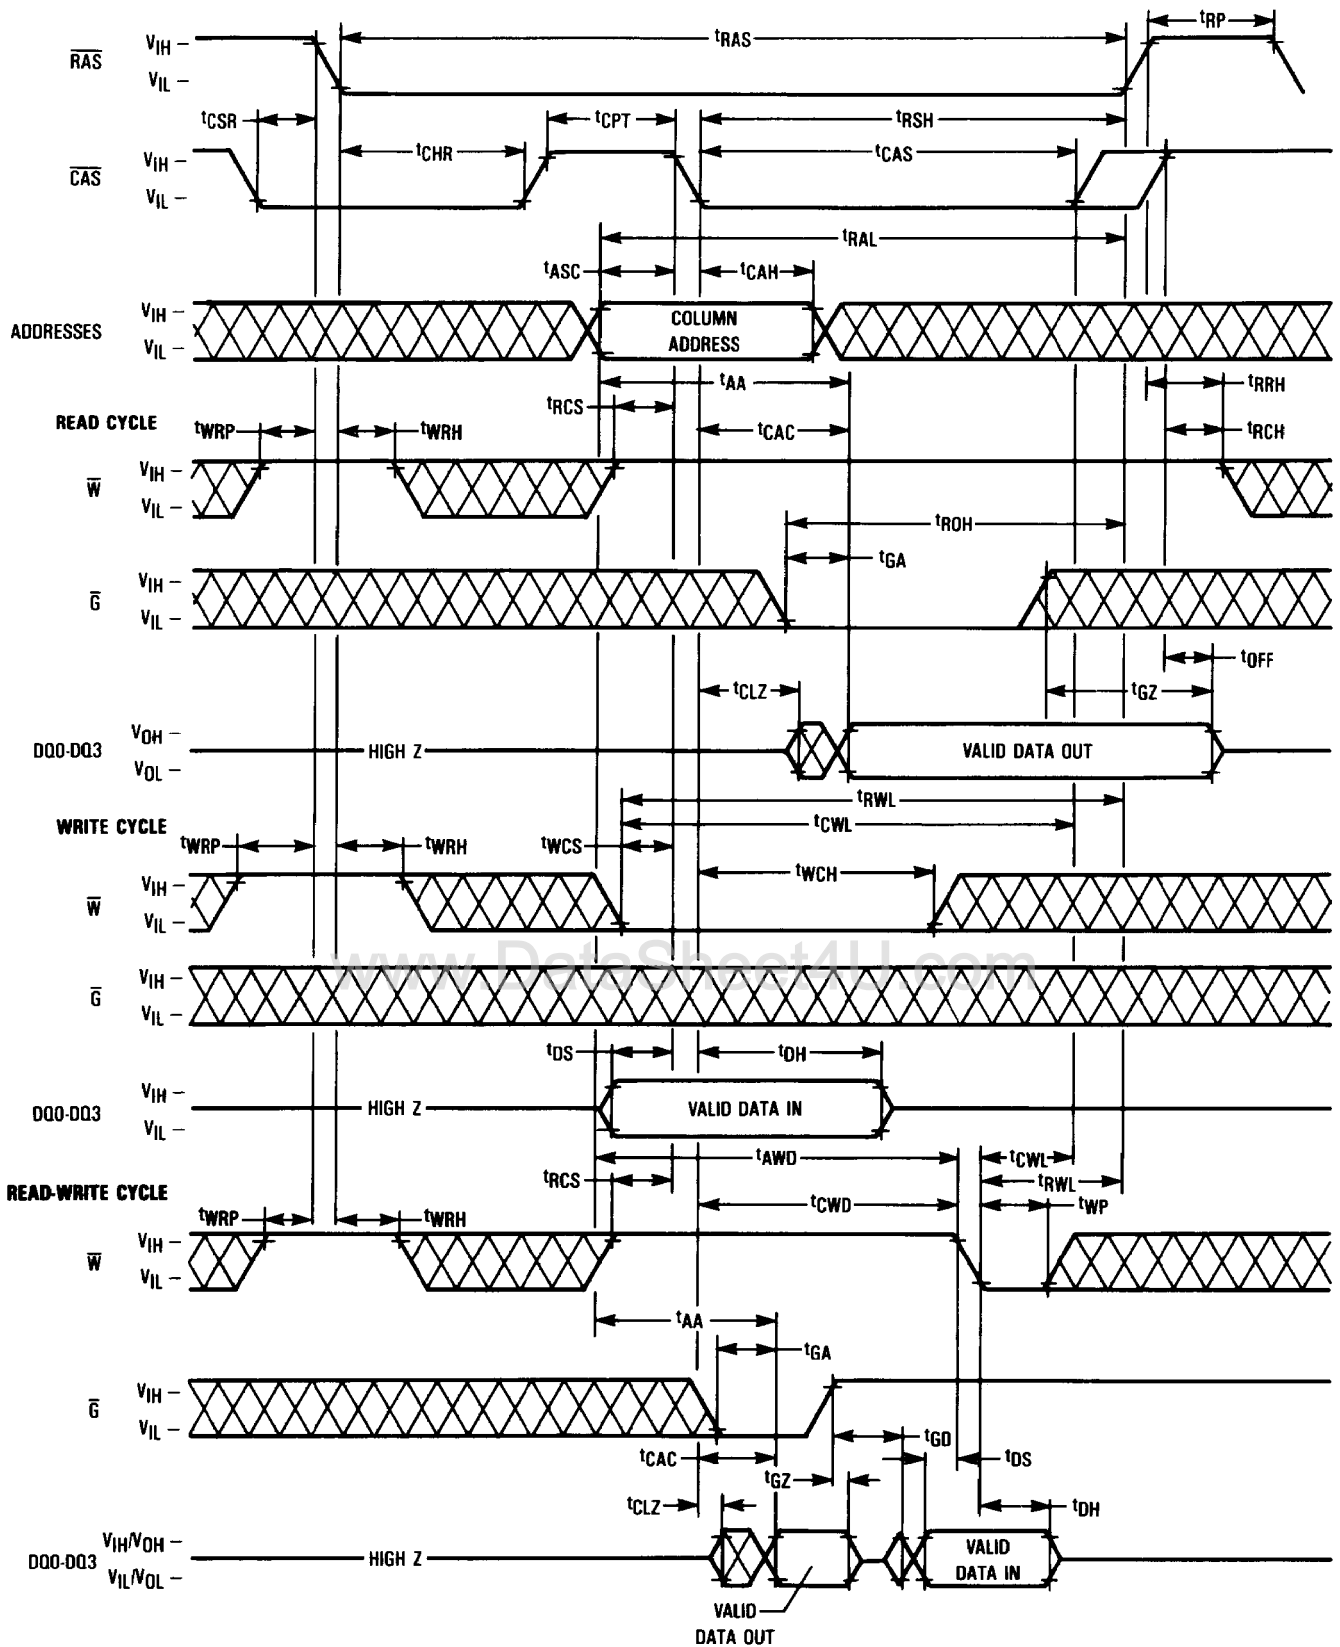 tRP
tRAS
RAS
VIH
VIL
tCSR
tCPT
tRSH
tCHR
tCAS
CAS
VIH
VIL
tRAL
tASC
tCAH
ADDRESSES
VIH
VIL
COLUMN
ADDRESS
tAA
tRRH
tRCS
READ CYCLE
tWRP
tWRH
tCAC
tRCH
W
VIH
VIL
tROH
tGA
G
VIH
VIL
tOFF
tCLZ
tGZ
DQ0-DQ3
VOH
VOL
HIGH Z
VALID DATA OUT
tRWL
WRITE CYCLE
tCWL
tWRP
tWRH
tWCS
tWCH
W
VIH
VIL
www.DataSheet4U.com
G
VIH
VIL
tDS
tDH
DQ0-DQ3
VIH
VIL
HIGH Z
VALID DATA IN
tAWD
tCWL
tRCS
tRWL
READ-WRITE CYCLE
tCWD
tWP
tWRP
tWRH
W
VIH
VIL
tAA
tGA
G
VIH
VIL
tGD
tCAC
tDS
tGZ
tCLZ
tDH
DQ0-DQ3
VIH/VOH
VIL/VOL
HIGH Z
VALID
DATA IN
VALID
DATA OUT